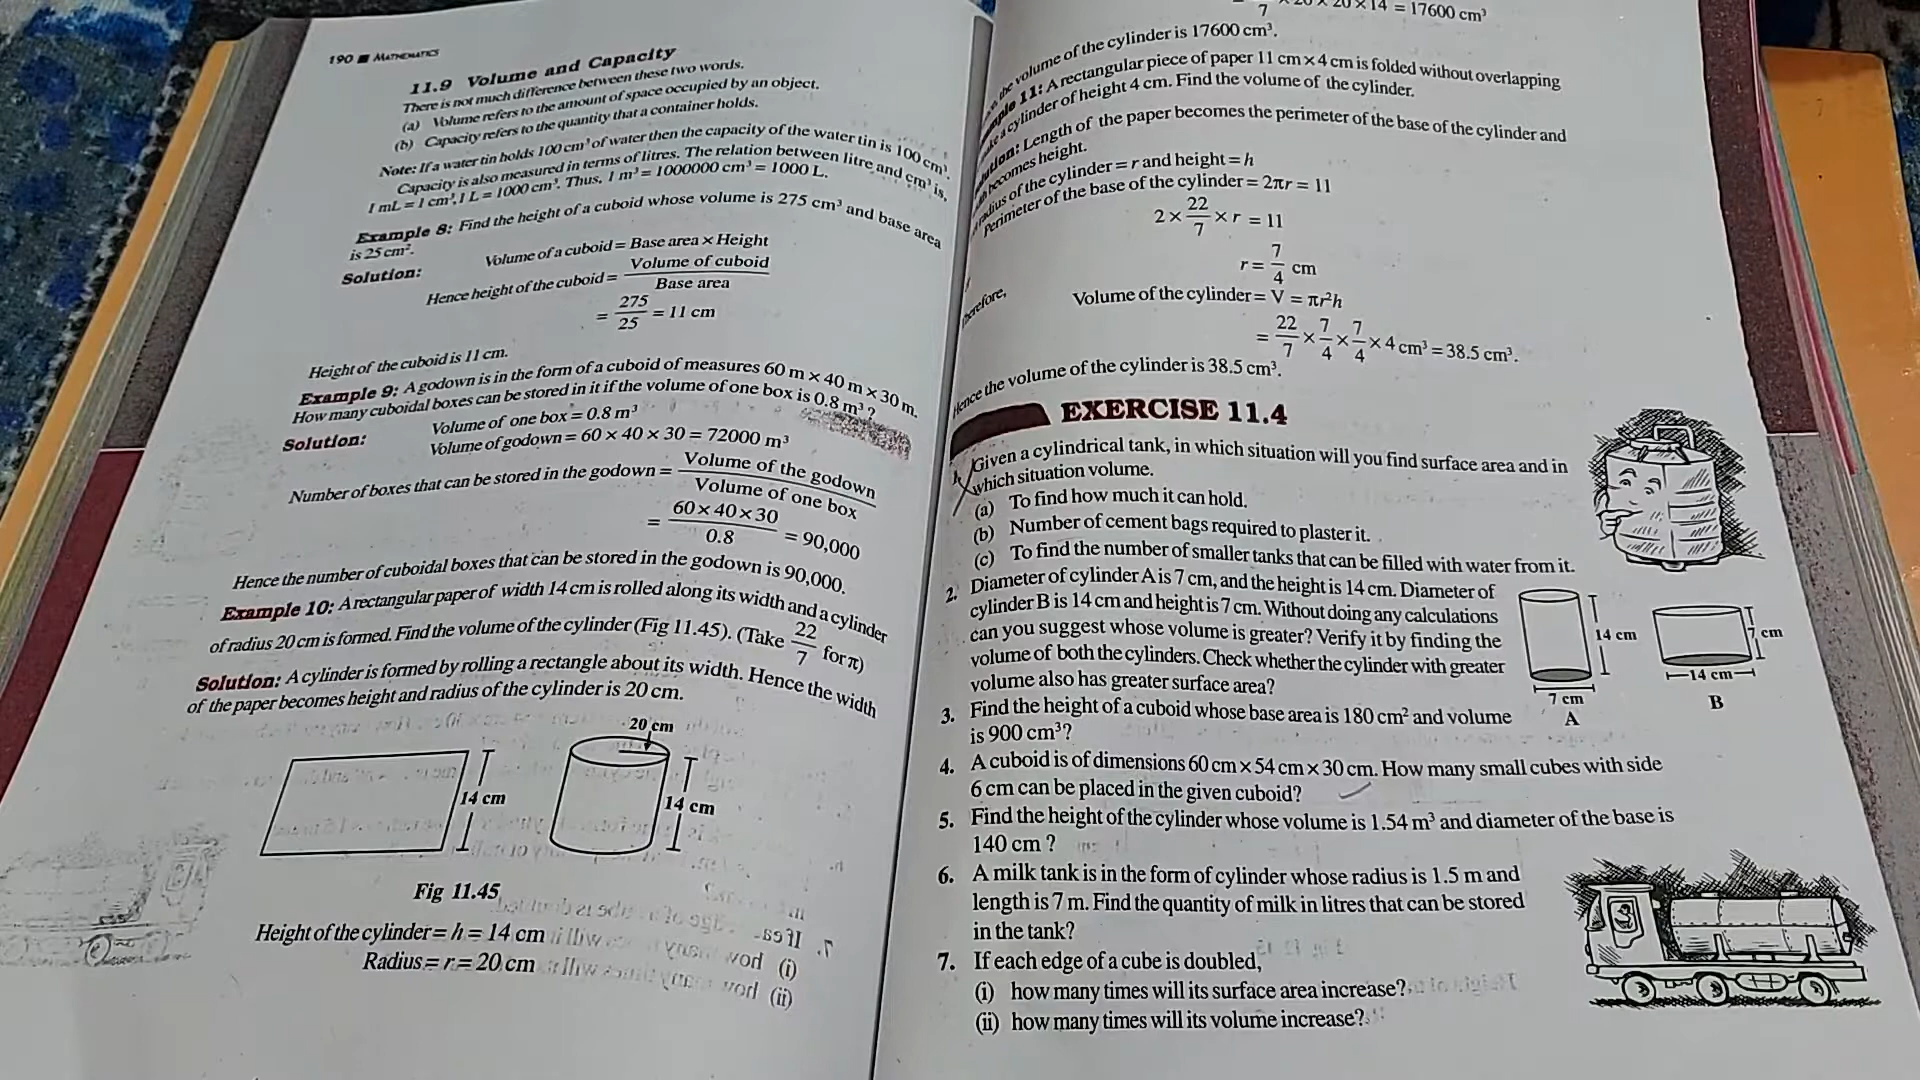 190 ■ MATHEMATICS
11.9 Volume and Capacity
There is not much difference between these two words.
(a) Volume refers to the amount of space occupied by an object.
(b) Capacity refers to the quantity that a container holds.
Note: If a water tin holds 100 cm³ of water then the capacity of the water tin is 100 cm³.
Capacity is also measured in terms of litres. The relation between litre and cm³ is,
1 mL = 1 cm³, 1 L = 1000 cm³. Thus, 1 m³ = 1000000 cm³ = 1000 L.
Example 8: Find the height of a cuboid whose volume is 275 cm³ and base area
is 25 cm².
Solution: Volume of a cuboid = Base area × Height
Hence height of the cuboid = Volume of cuboid / Base area
= 275/25 = 11 cm
Height of the cuboid is 11 cm.
Example 9: A godown is in the form of a cuboid of measures 60 m × 40 m × 30 m.
How many cuboidal boxes can be stored in it if the volume of one box is 0.8 m³ ?
Solution: Volume of one box = 0.8 m³
Volume of godown = 60 × 40 × 30 = 72000 m³
Number of boxes that can be stored in the godown = Volume of the godown / Volume of one box
= 60 × 40 × 30 / 0.8 = 90,000
Hence the number of cuboidal boxes that can be stored in the godown is 90,000.
Example 10: A rectangular paper of width 14 cm is rolled along its width and a cylinder
of radius 20 cm is formed. Find the volume of the cylinder (Fig 11.45). (Take 22/7 for π)
Solution: A cylinder is formed by rolling a rectangle about its width. Hence the width
of the paper becomes height and radius of the cylinder is 20 cm.
20 cm
14 cm
14 cm
Fig 11.45
Height of the cylinder = h = 14 cm
Radius = r = 20 cm
7 × 20 × 20 × 14 = 17600 cm³
the volume of the cylinder is 17600 cm³.
11: A rectangular piece of paper 11 cm × 4 cm is folded without overlapping
a cylinder of height 4 cm. Find the volume of the cylinder.
Length of the paper becomes the perimeter of the base of the cylinder and
becomes height.
radius of the cylinder = r and height = h
Perimeter of the base of the cylinder = 2πr = 11
2 × 22/7 × r = 11
r = 7/4 cm
Therefore, Volume of the cylinder = V = πr²h
= 22/7 × 7/4 × 7/4 × 4 cm³ = 38.5 cm³.
Hence the volume of the cylinder is 38.5 cm³.
EXERCISE 11.4
Given a cylindrical tank, in which situation will you find surface area and in
which situation volume.
(a) To find how much it can hold.
(b) Number of cement bags required to plaster it.
(c) To find the number of smaller tanks that can be filled with water from it.
2. Diameter of cylinder A is 7 cm, and the height is 14 cm. Diameter of
cylinder B is 14 cm and height is 7 cm. Without doing any calculations
can you suggest whose volume is greater? Verify it by finding the
volume of both the cylinders. Check whether the cylinder with greater
volume also has greater surface area?
14 cm
7 cm
A
7 cm
14 cm
B
3. Find the height of a cuboid whose base area is 180 cm² and volume
is 900 cm³?
4. A cuboid is of dimensions 60 cm × 54 cm × 30 cm. How many small cubes with side
6 cm can be placed in the given cuboid?
5. Find the height of the cylinder whose volume is 1.54 m³ and diameter of the base is
140 cm ?
6. A milk tank is in the form of cylinder whose radius is 1.5 m and
length is 7 m. Find the quantity of milk in litres that can be stored
in the tank?
7. If each edge of a cube is doubled,
(i) how many times will its surface area increase?
(ii) how many times will its volume increase?